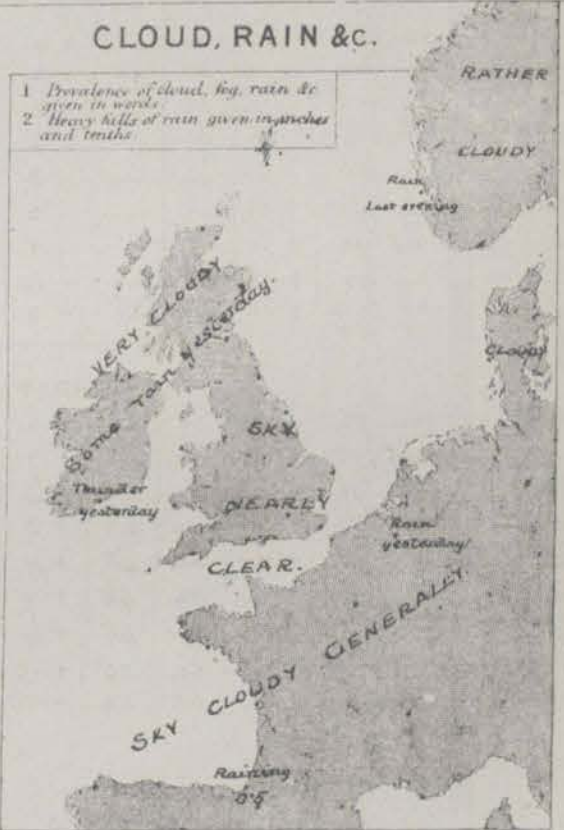 CLOUD, RAIN &c.
1 Prevalence of cloud, fog, rain &c
given in words.
2 Heavy falls of rain given in inches
and tenths.
RATHER
CLOUDY
Rain
Last evening
VERY CLOUDY
Some rain yesterday.
CLOUDY
SKY
NEARLY
CLEAR.
Thunder
yesterday
Rain
yesterday
SKY CLOUDY GENERALLY.
Raining
0.5